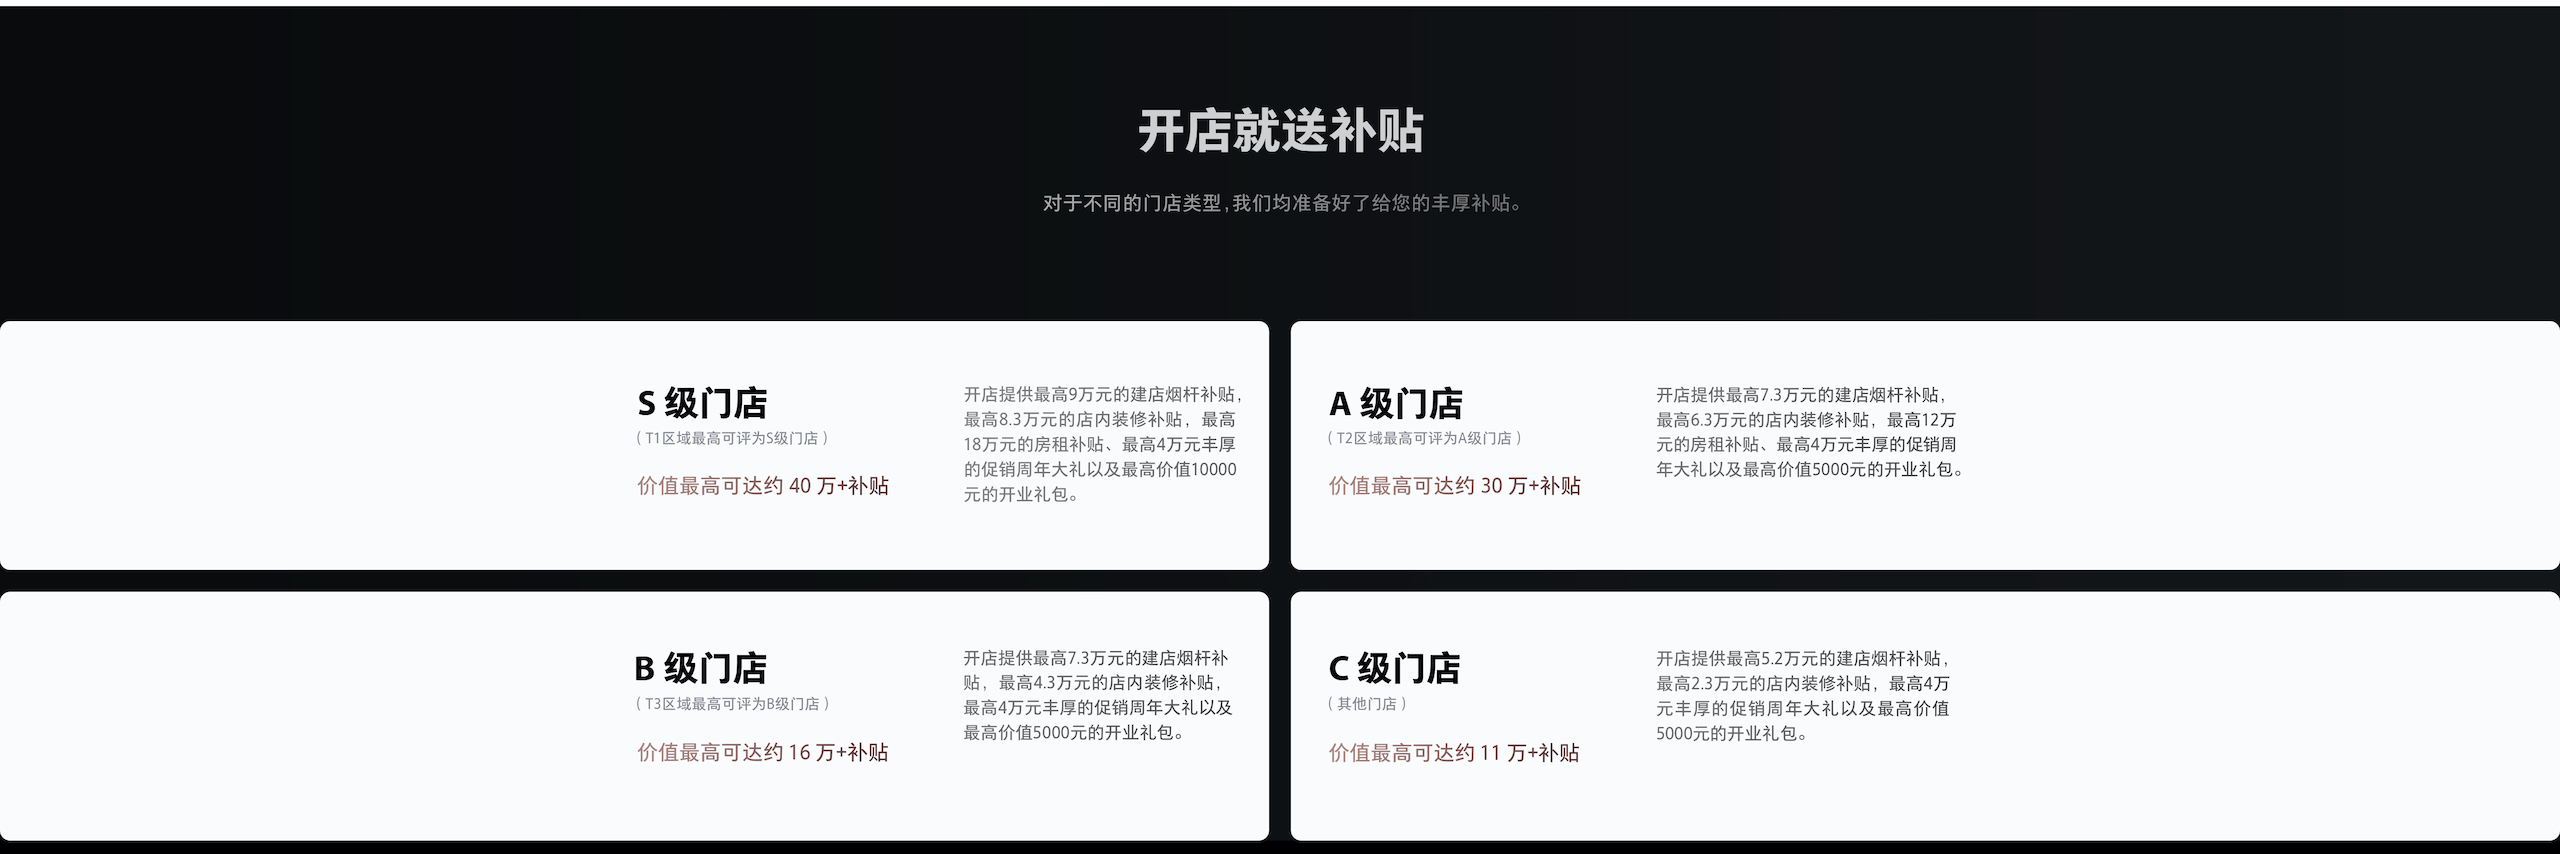 开店就送补贴
对于不同的门店类型,我们均准备好了给您的丰厚补贴。
S 级门店
（T1区域最高可评为S级门店）
价值最高可达约 40 万+补贴
开店提供最高9万元的建店烟杆补贴，
最高8.3万元的店内装修补贴，最高
18万元的房租补贴、最高4万元丰厚
的促销周年大礼以及最高价值10000
元的开业礼包。
A 级门店
（T2区域最高可评为A级门店）
价值最高可达约 30 万+补贴
开店提供最高7.3万元的建店烟杆补贴，
最高6.3万元的店内装修补贴，最高12万
元的房租补贴、最高4万元丰厚的促销周
年大礼以及最高价值5000元的开业礼包。
B 级门店
（T3区域最高可评为B级门店）
价值最高可达约 16 万+补贴
开店提供最高7.3万元的建店烟杆补
贴，最高4.3万元的店内装修补贴，
最高4万元丰厚的促销周年大礼以及
最高价值5000元的开业礼包。
C 级门店
（其他门店）
价值最高可达约 11 万+补贴
开店提供最高5.2万元的建店烟杆补贴，
最高2.3万元的店内装修补贴，最高4万
元丰厚的促销周年大礼以及最高价值
5000元的开业礼包。